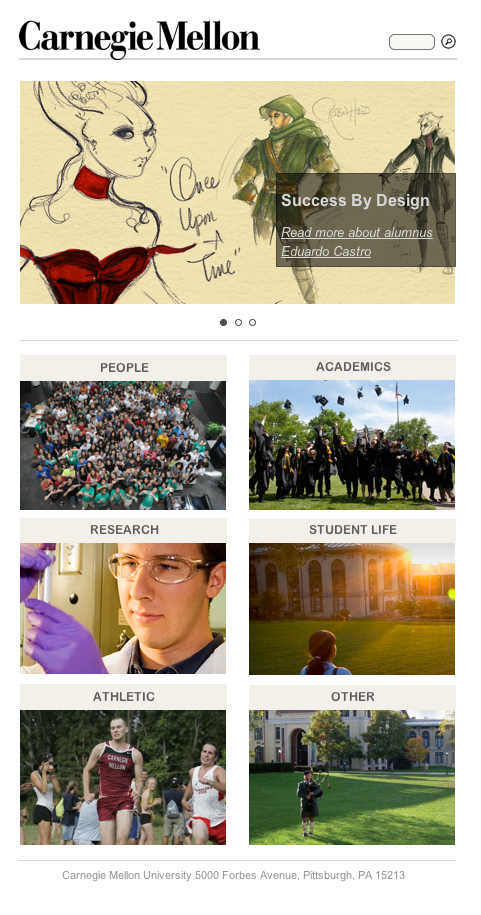 Carnegie Mellon
Robin Hood
"Once
Upon
A
Time"
Success By Design
Read more about alumnus
Eduardo Castro
PEOPLE
ACADEMICS
RESEARCH
STUDENT LIFE
ATHLETIC
OTHER
CARNEGIE
MELLON
Carnegie Mellon University 5000 Forbes Avenue, Pittsburgh, PA 15213